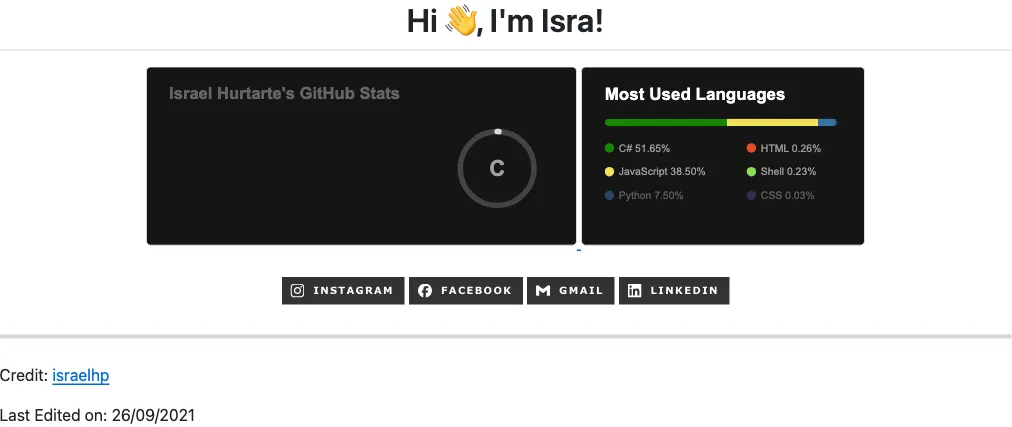 Hi 👋, I'm Isra!
Israel Hurtarte's GitHub Stats
C
Most Used Languages
C# 51.65%
HTML 0.26%
JavaScript 38.50%
Shell 0.23%
Python 7.50%
CSS 0.03%
INSTAGRAM
FACEBOOK
GMAIL
LINKEDIN
Credit: israelhp
Last Edited on: 26/09/2021